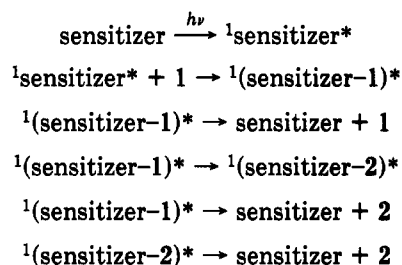 sensitizer —hν→ ¹sensitizer*
¹sensitizer* + 1 → ¹(sensitizer–1)*
¹(sensitizer–1)* → sensitizer + 1
¹(sensitizer–1)* → ¹(sensitizer–2)*
¹(sensitizer–1)* → sensitizer + 2
¹(sensitizer–2)* → sensitizer + 2